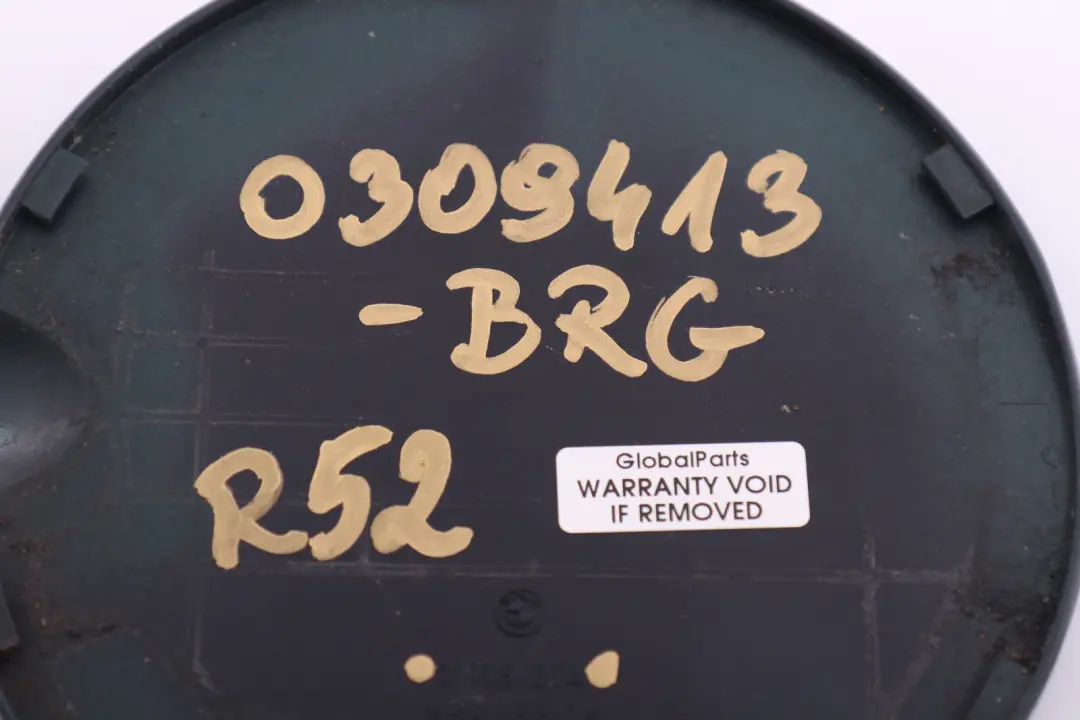 0309413
-BRG
R52
GlobalParts
WARRANTY VOID
IF REMOVED